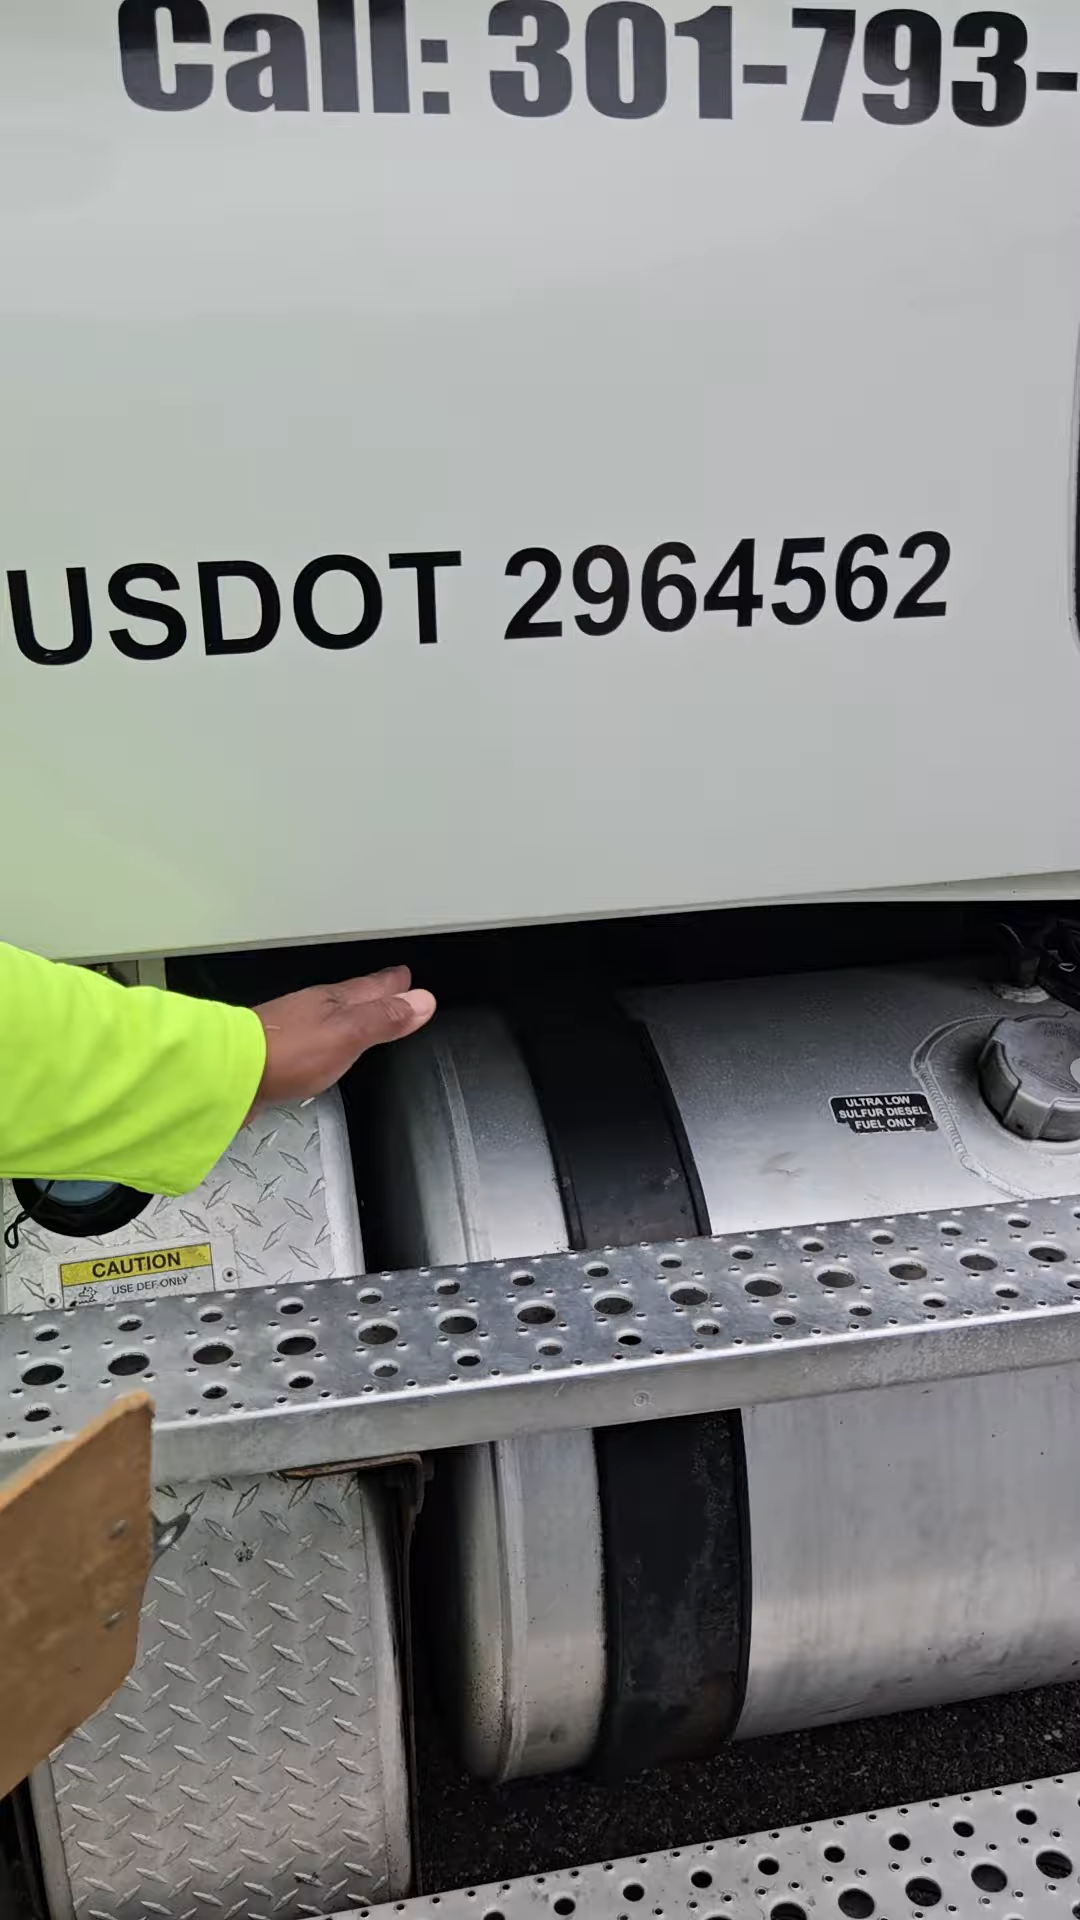 Call: 301-793-
USDOT 2964562
ULTRA LOW
SULFUR DIESEL
FUEL ONLY
CAUTION
USE DEF ONLY